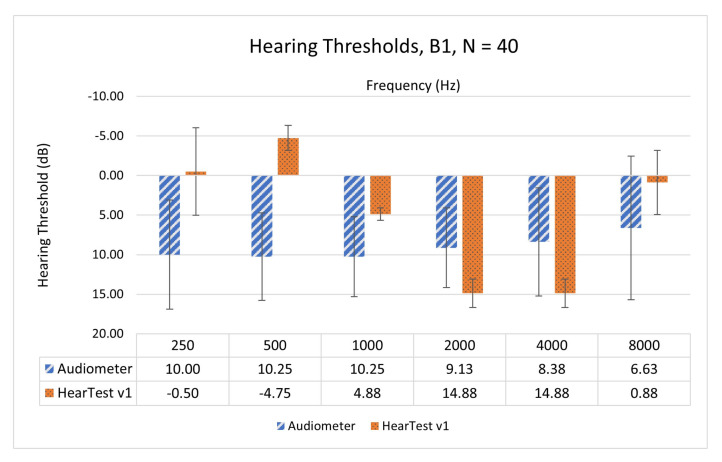 Hearing Thresholds, B1, N = 40
Frequency (Hz)
Hearing Threshold (dB)
-10.00
-5.00
0.00
5.00
10.00
15.00
20.00
250 500 1000 2000 4000 8000
Audiometer 10.00 10.25 10.25 9.13 8.38 6.63
HearTest v1 -0.50 -4.75 4.88 14.88 14.88 0.88
Audiometer HearTest v1